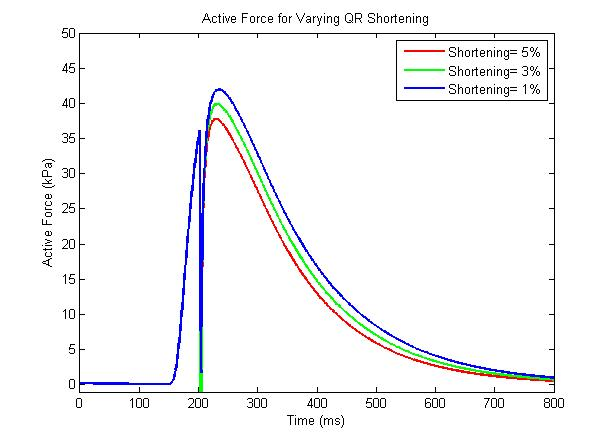 Active Force for Varying QR Shortening
Shortening= 5%
Shortening= 3%
Shortening= 1%
50
45
40
35
30
25
20
15
10
5
0
Active Force (kPa)
0 100 200 300 400 500 600 700 800
Time (ms)